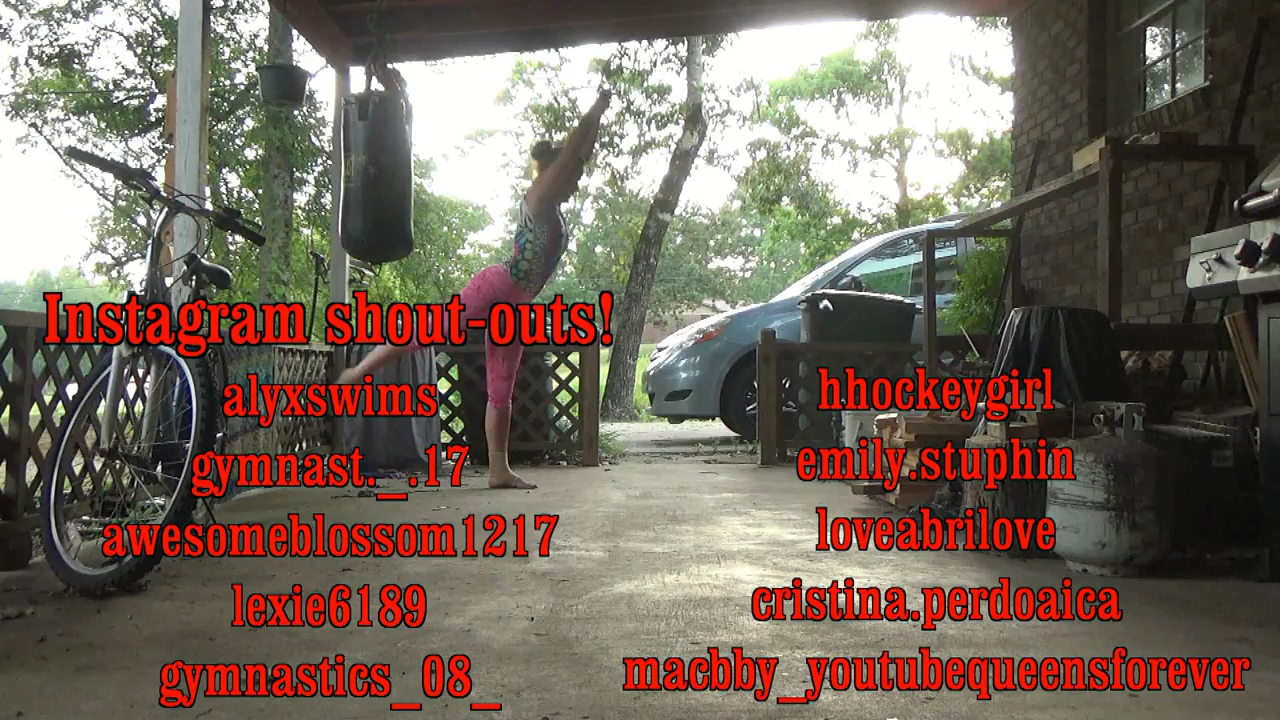 Instagram shout-outs!
alyxswims
gymnast._.17
awesomeblossom1217
lexie6189
gymnastics_08_
hhockeygirl
emily.stuphin
loveabrilove
cristina.perdoaica
macbby_youtubequeensforever